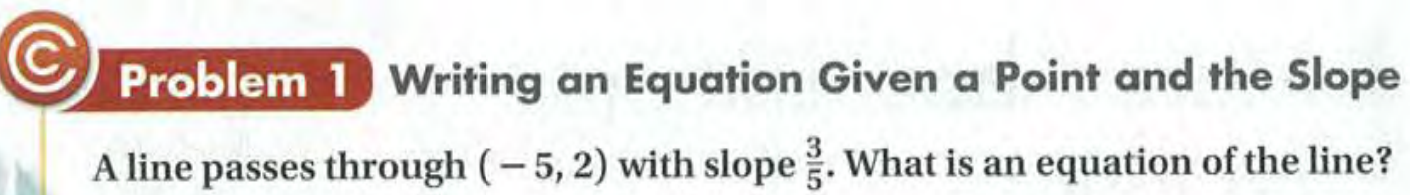 © Problem 1 Writing an Equation Given a Point and the Slope
A line passes through (−5, 2) with slope 3/5. What is an equation of the line?